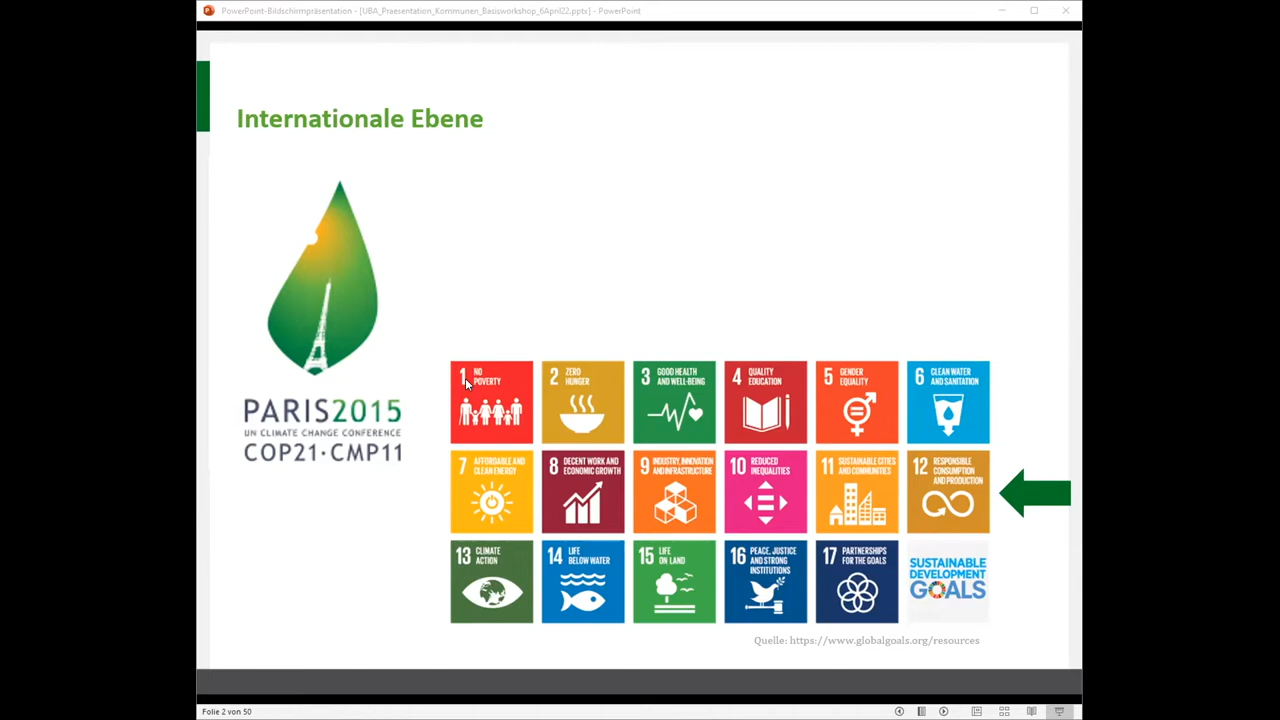 PowerPoint-Bildschirmpräsentation - [UBA_Praesentation_Kommunen_Basisworkshop_6April22.ppts] - PowerPoint
Internationale Ebene
PARIS2015
UN CLIMATE CHANGE CONFERENCE
COP21·CMP11
1 NO
POVERTY
2 ZERO
HUNGER
3 GOOD HEALTH
AND WELL-BEING
4 QUALITY
EDUCATION
5 GENDER
EQUALITY
6 CLEAN WATER
AND SANITATION
7 AFFORDABLE AND
CLEAN ENERGY
8 DECENT WORK AND
ECONOMIC GROWTH
9 INDUSTRY, INNOVATION
AND INFRASTRUCTURE
10 REDUCED
INEQUALITIES
11 SUSTAINABLE CITIES
AND COMMUNITIES
12 RESPONSIBLE
CONSUMPTION
AND PRODUCTION
13 CLIMATE
ACTION
14 LIFE
BELOW WATER
15 LIFE
ON LAND
16 PEACE, JUSTICE
AND STRONG
INSTITUTIONS
17 PARTNERSHIPS
FOR THE GOALS
SUSTAINABLE
DEVELOPMENT
GOALS
Quelle: https://www.globalgoals.org/resources
Folie 2 von 50